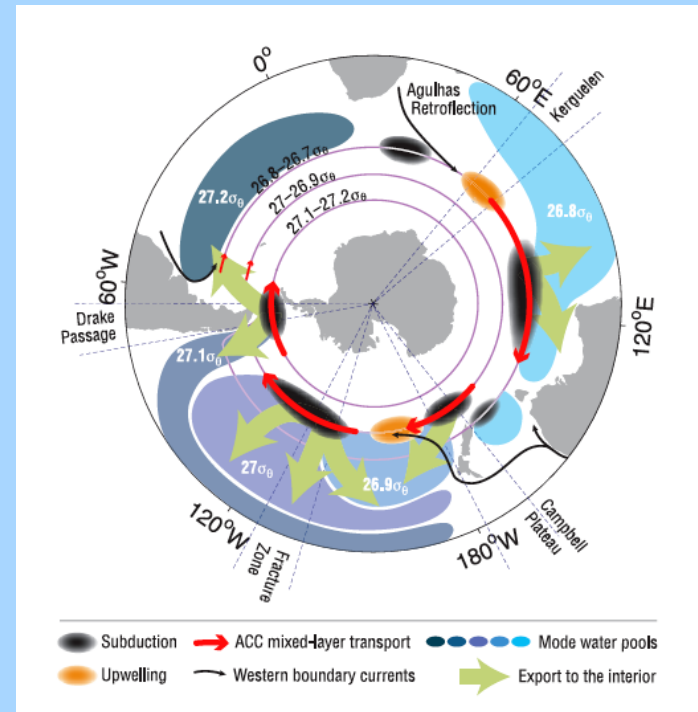 0°
Agulhas
Retroflection
60°E
Kerguelen
26.8–26.7σθ
27–26.9σθ
27.1–27.2σθ
27.2σθ
26.8σθ
60°W
Drake
Passage
120°E
27.1σθ
27σθ
26.9σθ
120°W
Fracture
Zone
180°W
Campbell
Plateau
Subduction
ACC mixed-layer transport
Mode water pools
Upwelling
Western boundary currents
Export to the interior